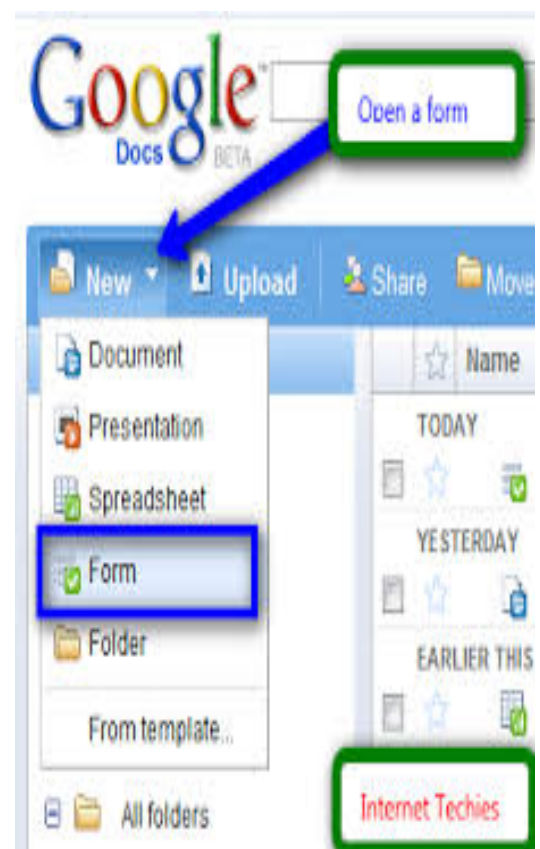 Google™
Docs BETA
Open a form
New Upload Share Move
Document
Presentation
Spreadsheet
Form
Folder
From template...
All folders
Name
TODAY
YESTERDAY
EARLIER THIS
Internet Techies